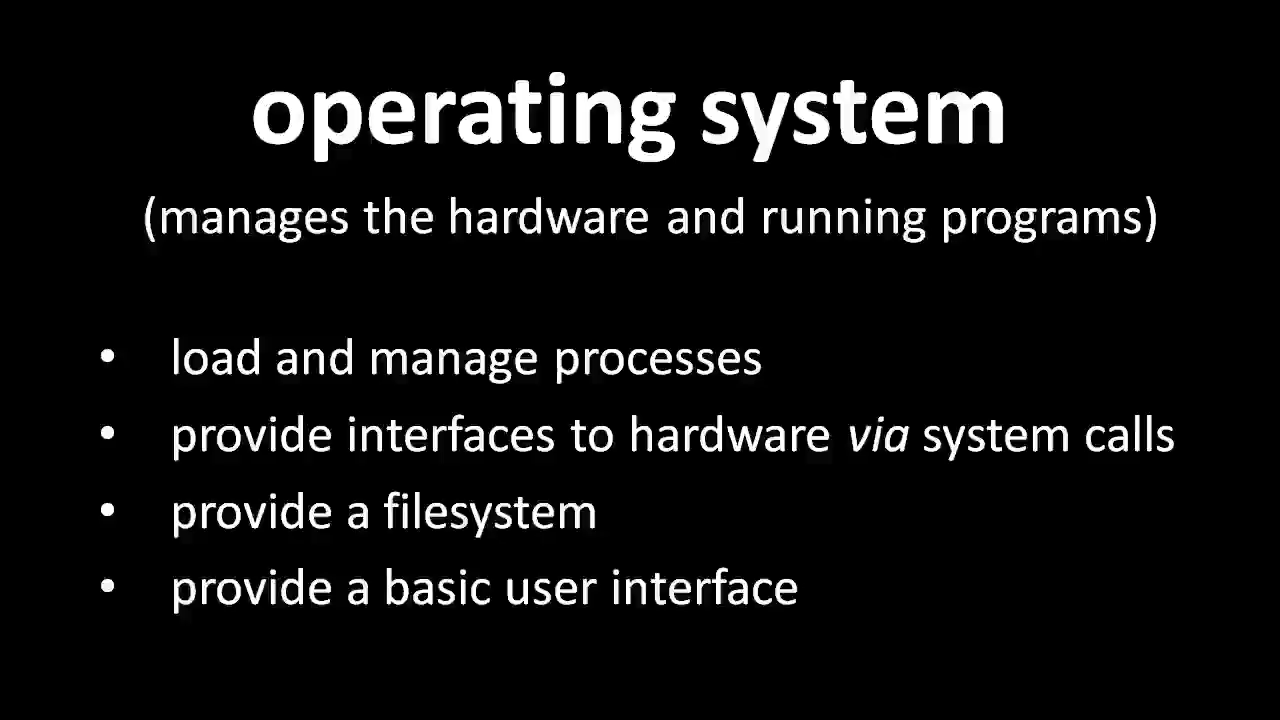 operating system
(manages the hardware and running programs)
• load and manage processes
• provide interfaces to hardware via system calls
• provide a filesystem
• provide a basic user interface